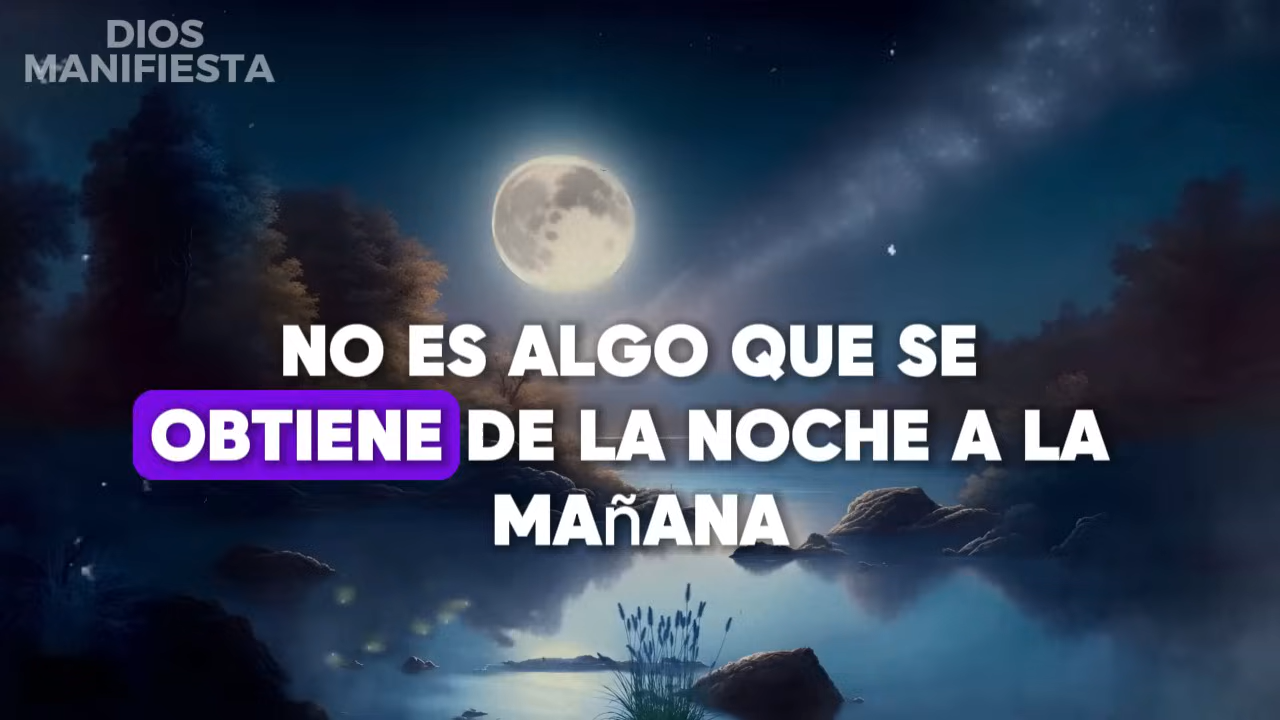 DIOS
MANIFIESTA
NO ES ALGO QUE SE
OBTIENE DE LA NOCHE A LA
MAñANA